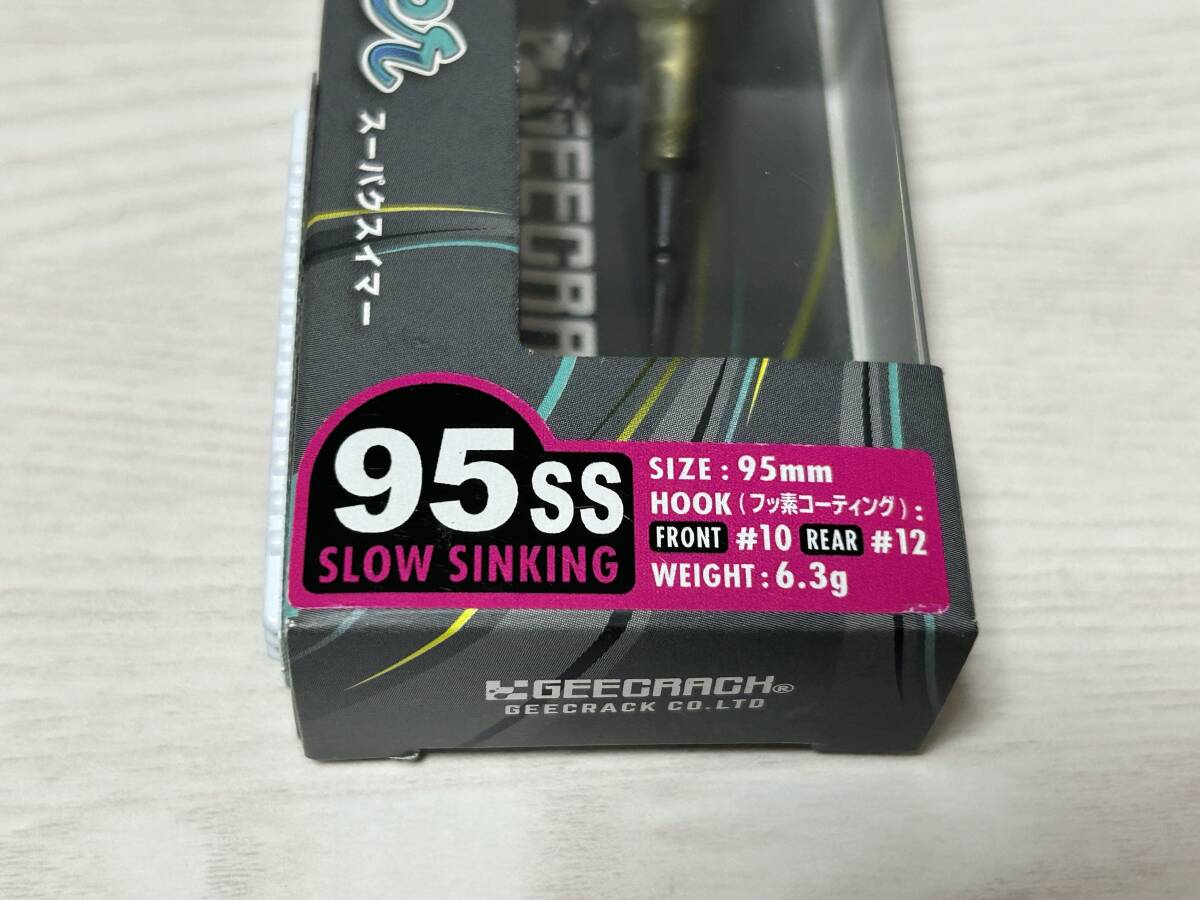 スーパクスイマー
GEECRA
95SS
SLOW SINKING
SIZE : 95mm
HOOK (フッ素コーティング) :
FRONT #10 REAR #12
WEIGHT : 6.3g
GEECRACK®
GEECRACK CO.LTD